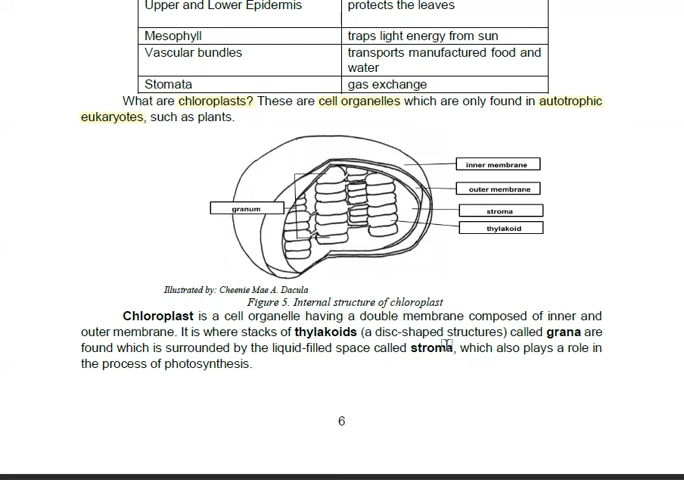 Upper and Lower Epidermis protects the leaves
Mesophyll traps light energy from sun
Vascular bundles transports manufactured food and
water
Stomata gas exchange
What are chloroplasts? These are cell organelles which are only found in autotrophic
eukaryotes, such as plants.
inner membrane
outer membrane
granum
stroma
thylakoid
Illustrated by: Cheemie Mae A. Dacula
Figure 5. Internal structure of chloroplast
Chloroplast is a cell organelle having a double membrane composed of inner and
outer membrane. It is where stacks of thylakoids (a disc-shaped structures) called grana are
found which is surrounded by the liquid-filled space called stroma, which also plays a role in
the process of photosynthesis.
6